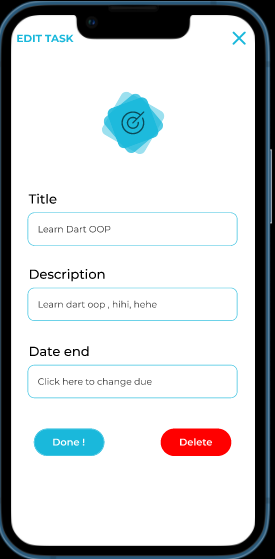 EDIT TASK
Title
Learn Dart OOP
Description
Learn dart oop , hihi, hehe
Date end
Click here to change due
Done !
Delete